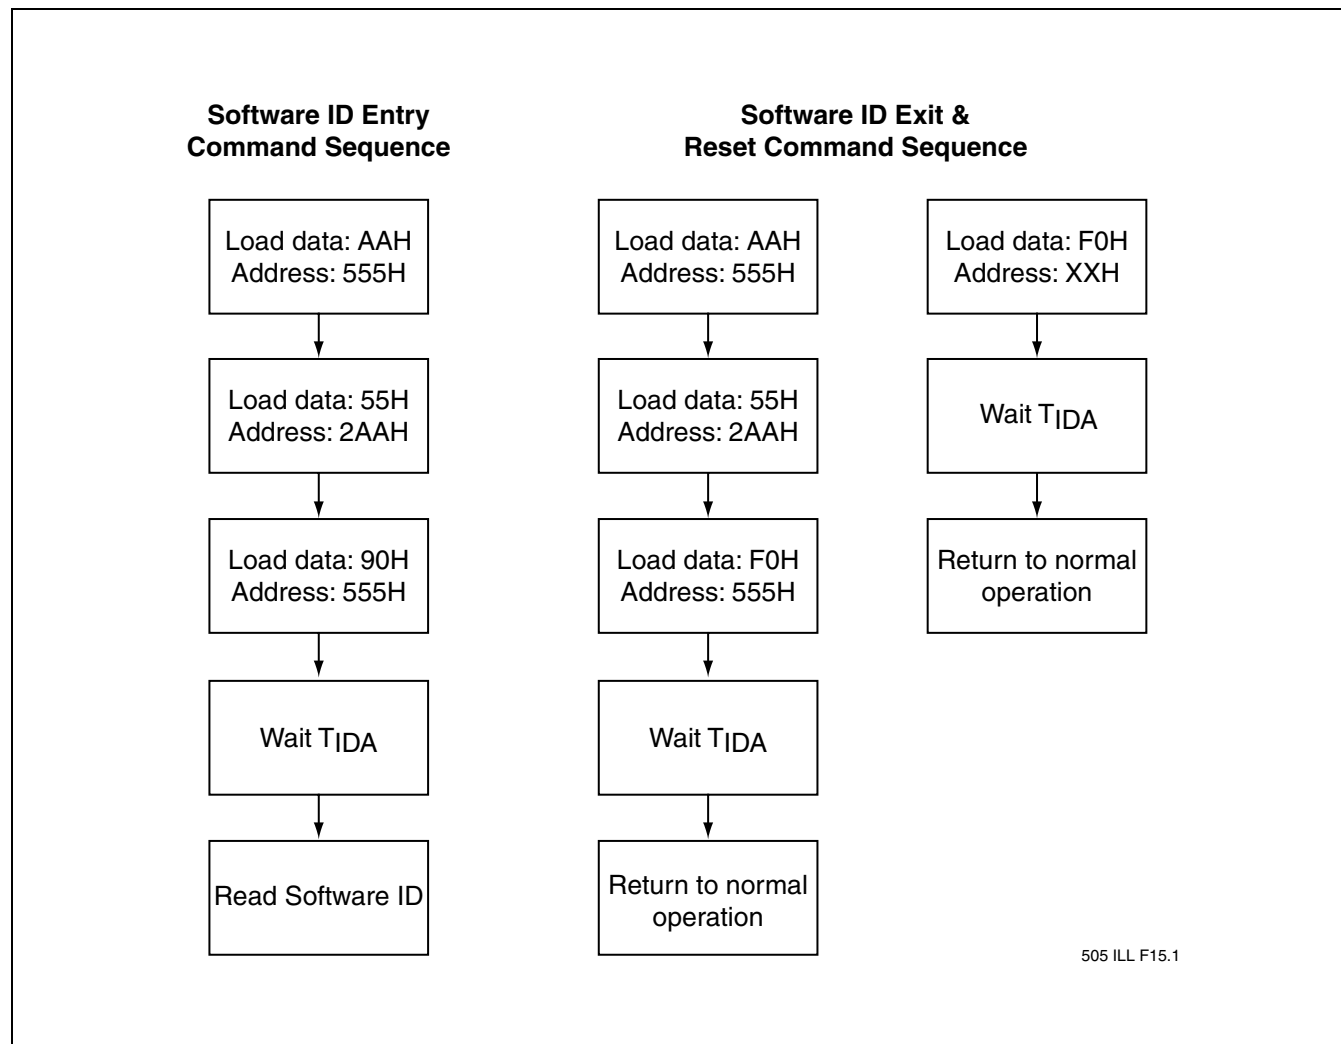 Software ID Entry
Command Sequence
Load data: AAH
Address: 555H
Load data: 55H
Address: 2AAH
Load data: 90H
Address: 555H
Wait TIDA
Read Software ID
Software ID Exit &
Reset Command Sequence
Load data: AAH
Address: 555H
Load data: 55H
Address: 2AAH
Load data: F0H
Address: 555H
Wait TIDA
Return to normal
operation
Load data: F0H
Address: XXH
Wait TIDA
Return to normal
operation
505 ILL F15.1